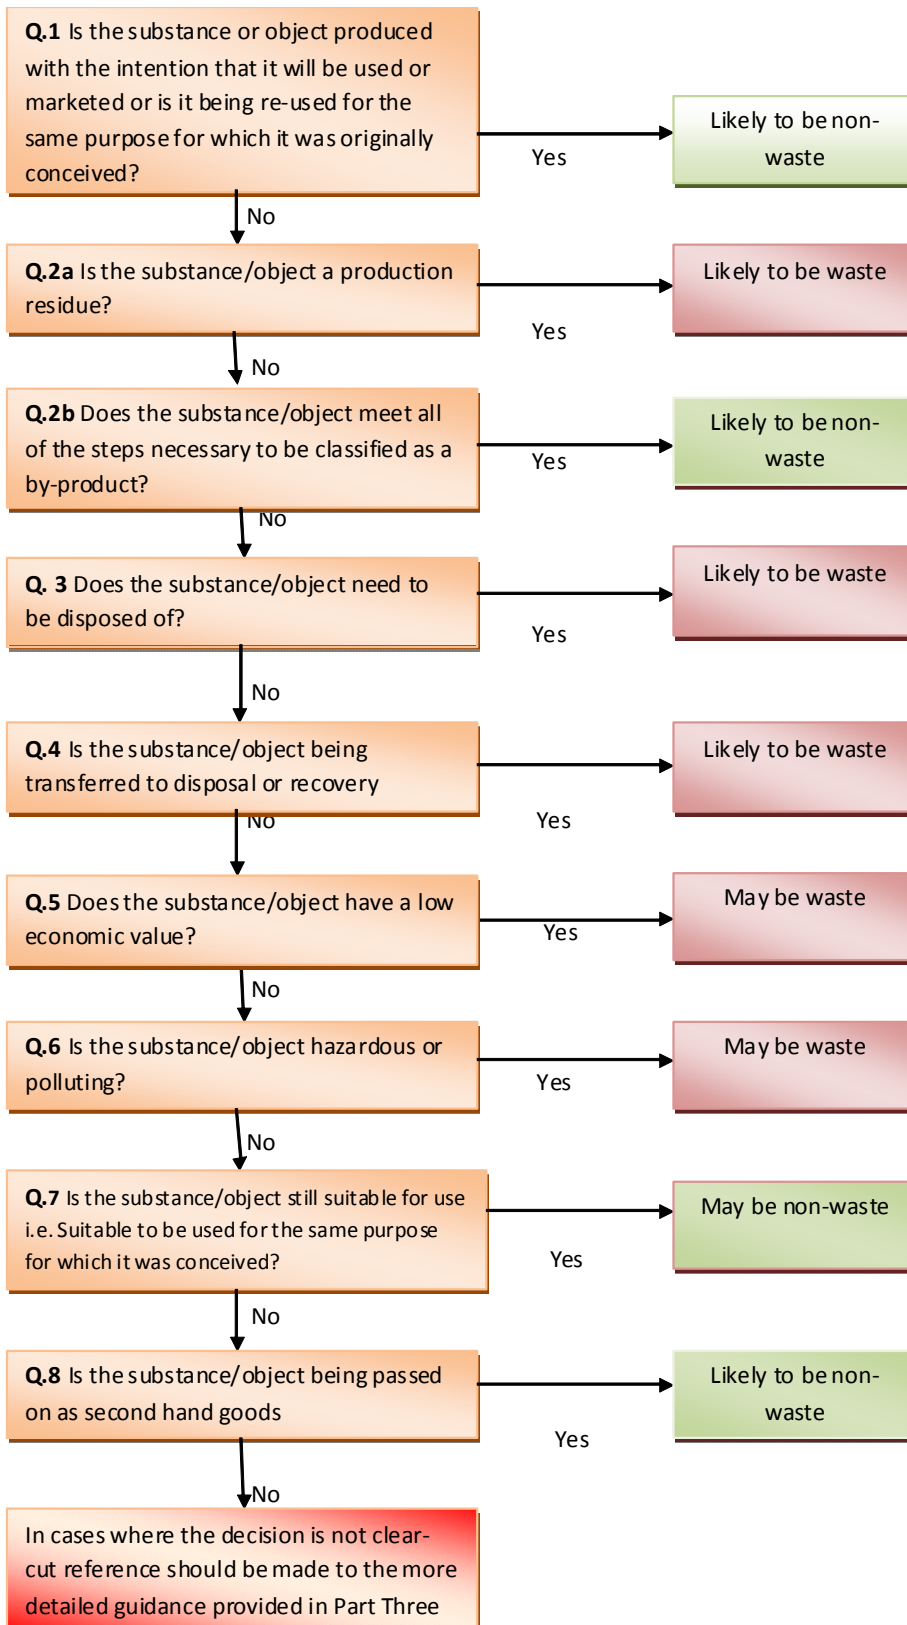 Q.1 Is the substance or object produced
with the intention that it will be used or
marketed or is it being re-used for the
same purpose for which it was originally
conceived?
Yes
Likely to be non-
waste
No
Q.2a Is the substance/object a production
residue?
Yes
Likely to be waste
No
Q.2b Does the substance/object meet all
of the steps necessary to be classified as a
by-product?
Yes
Likely to be non-
waste
No
Q. 3 Does the substance/object need to
be disposed of?
Yes
Likely to be waste
No
Q.4 Is the substance/object being
transferred to disposal or recovery
Yes
Likely to be waste
No
Q.5 Does the substance/object have a low
economic value?
Yes
May be waste
No
Q.6 Is the substance/object hazardous or
polluting?
Yes
May be waste
No
Q.7 Is the substance/object still suitable for use
i.e. Suitable to be used for the same purpose
for which it was conceived?
Yes
May be non-waste
No
Q.8 Is the substance/object being passed
on as second hand goods
Yes
Likely to be non-
waste
No
In cases where the decision is not clear-
cut reference should be made to the more
detailed guidance provided in Part Three